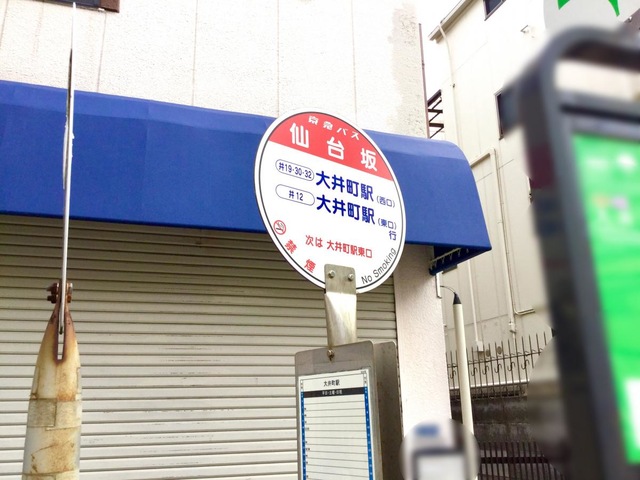 京急バス
仙台坂
井19・30・32 大井町駅(西口)
井12 大井町駅(東口)
行
次は 大井町駅東口
禁煙
No Smoking
大井町駅